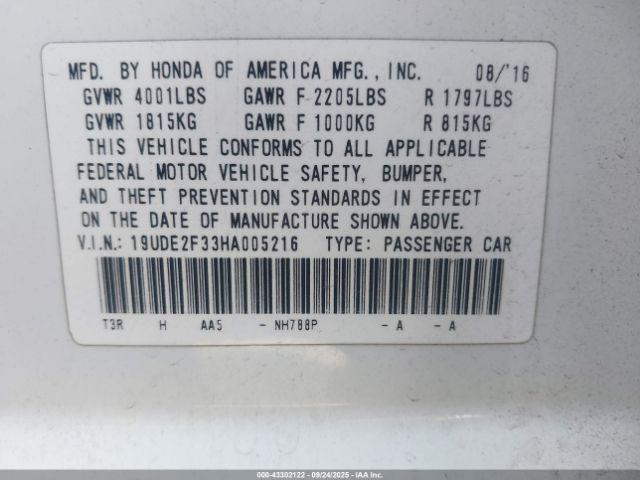 MFD. BY HONDA OF AMERICA MFG., INC. 08/'16
GVWR 4001LBS GAWR F 2205LBS R 1797LBS
GVWR 1815KG GAWR F 1000KG R 815KG
THIS VEHICLE CONFORMS TO ALL APPLICABLE
FEDERAL MOTOR VEHICLE SAFETY, BUMPER,
AND THEFT PREVENTION STANDARDS IN EFFECT
ON THE DATE OF MANUFACTURE SHOWN ABOVE.
V.I.N.: 19UDE2F33HA005216 TYPE: PASSENGER CAR
T3R H AA5 - NH788P - A - A
000-43302122 - 09/24/2025 - IAA Inc.